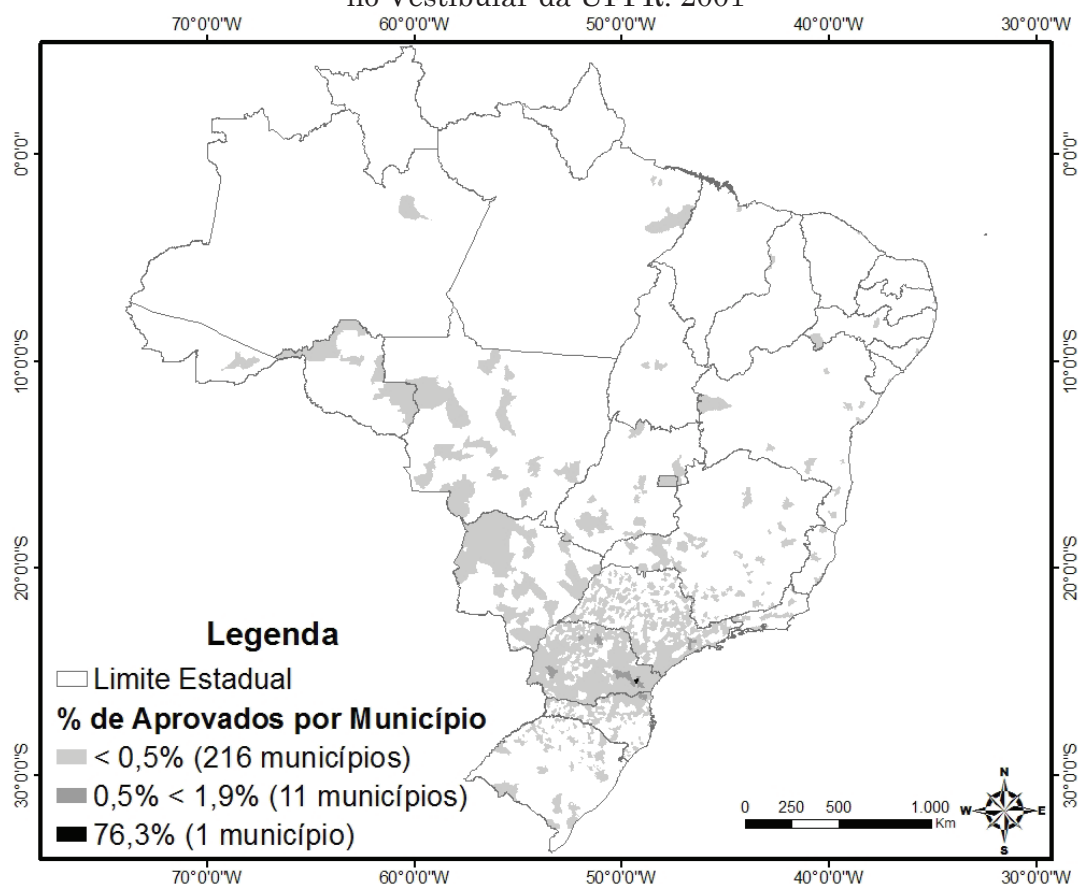 no Vestibular da UFPR: 2001
70°0'0"W 60°0'0"W 50°0'0"W 40°0'0"W 30°0'0"W
0°0'0"
0°0'0"
10°0'0"S
10°0'0"S
20°0'0"S
20°0'0"S
30°0'0"S
30°0'0"S
Legenda
Limite Estadual
% de Aprovados por Município
< 0,5% (216 municípios)
0,5% < 1,9% (11 municípios)
76,3% (1 município)
0 250 500 1.000
Km
N
W E
S
70°0'0"W 60°0'0"W 50°0'0"W 40°0'0"W 30°0'0"W